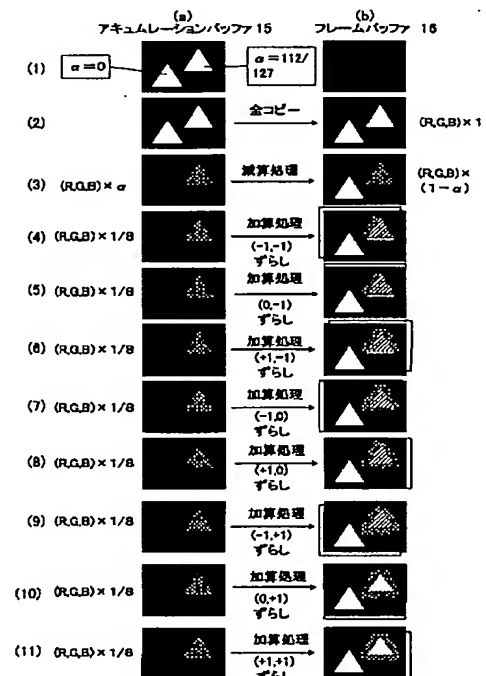 (a)
アキュムレーションバッファ 15
(b)
フレームバッファ 16
(1)
α=0
α=112/
127
(2)
全コピー
(R,G,B)×1
(3) (R,G,B)×α
減算処理
(R,G,B)×
(1-α)
(4) (R,G,B)×1/8
加算処理
(-1,-1)
ずらし
(5) (R,G,B)×1/8
加算処理
(0,-1)
ずらし
(6) (R,G,B)×1/8
加算処理
(+1,-1)
ずらし
(7) (R,G,B)×1/8
加算処理
(-1,0)
ずらし
(8) (R,G,B)×1/8
加算処理
(+1,0)
ずらし
(9) (R,G,B)×1/8
加算処理
(-1,+1)
ずらし
(10) (R,G,B)×1/8
加算処理
(0,+1)
ずらし
(11) (R,G,B)×1/8
加算処理
(+1,+1)
ずらし